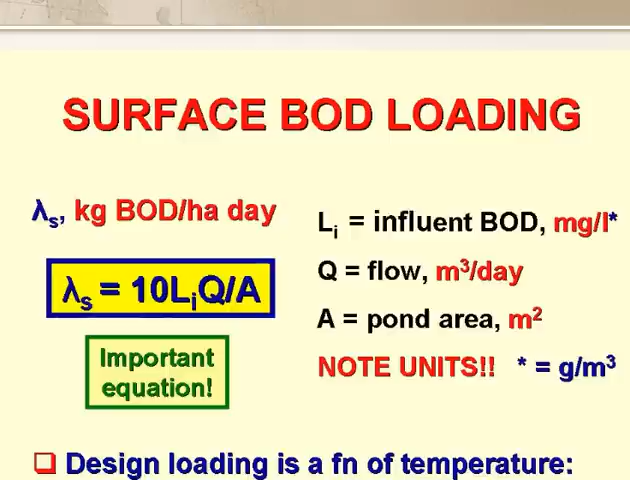 SURFACE BOD LOADING
λs, kg BOD/ha day
λs = 10LiQ/A
Important
equation!
Li = influent BOD, mg/l*
Q = flow, m³/day
A = pond area, m²
NOTE UNITS!! * = g/m³
❑ Design loading is a fn of temperature: